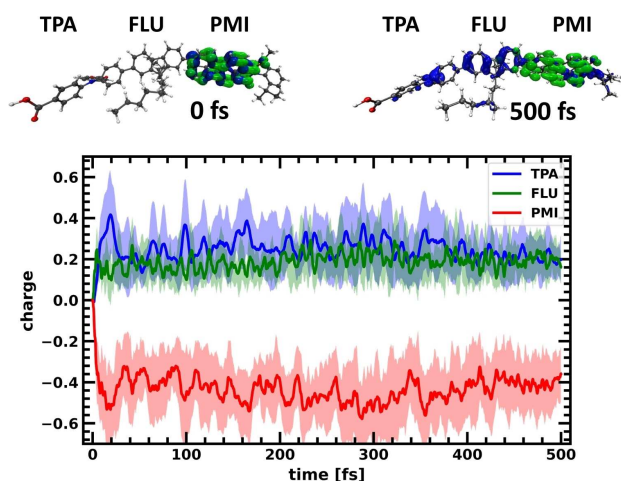 TPA FLU PMI TPA FLU PMI
0 fs 500 fs
0.6
0.4
0.2
0.0
−0.2
−0.4
−0.6
charge
TPA
FLU
PMI
0 100 200 300 400 500
time [fs]